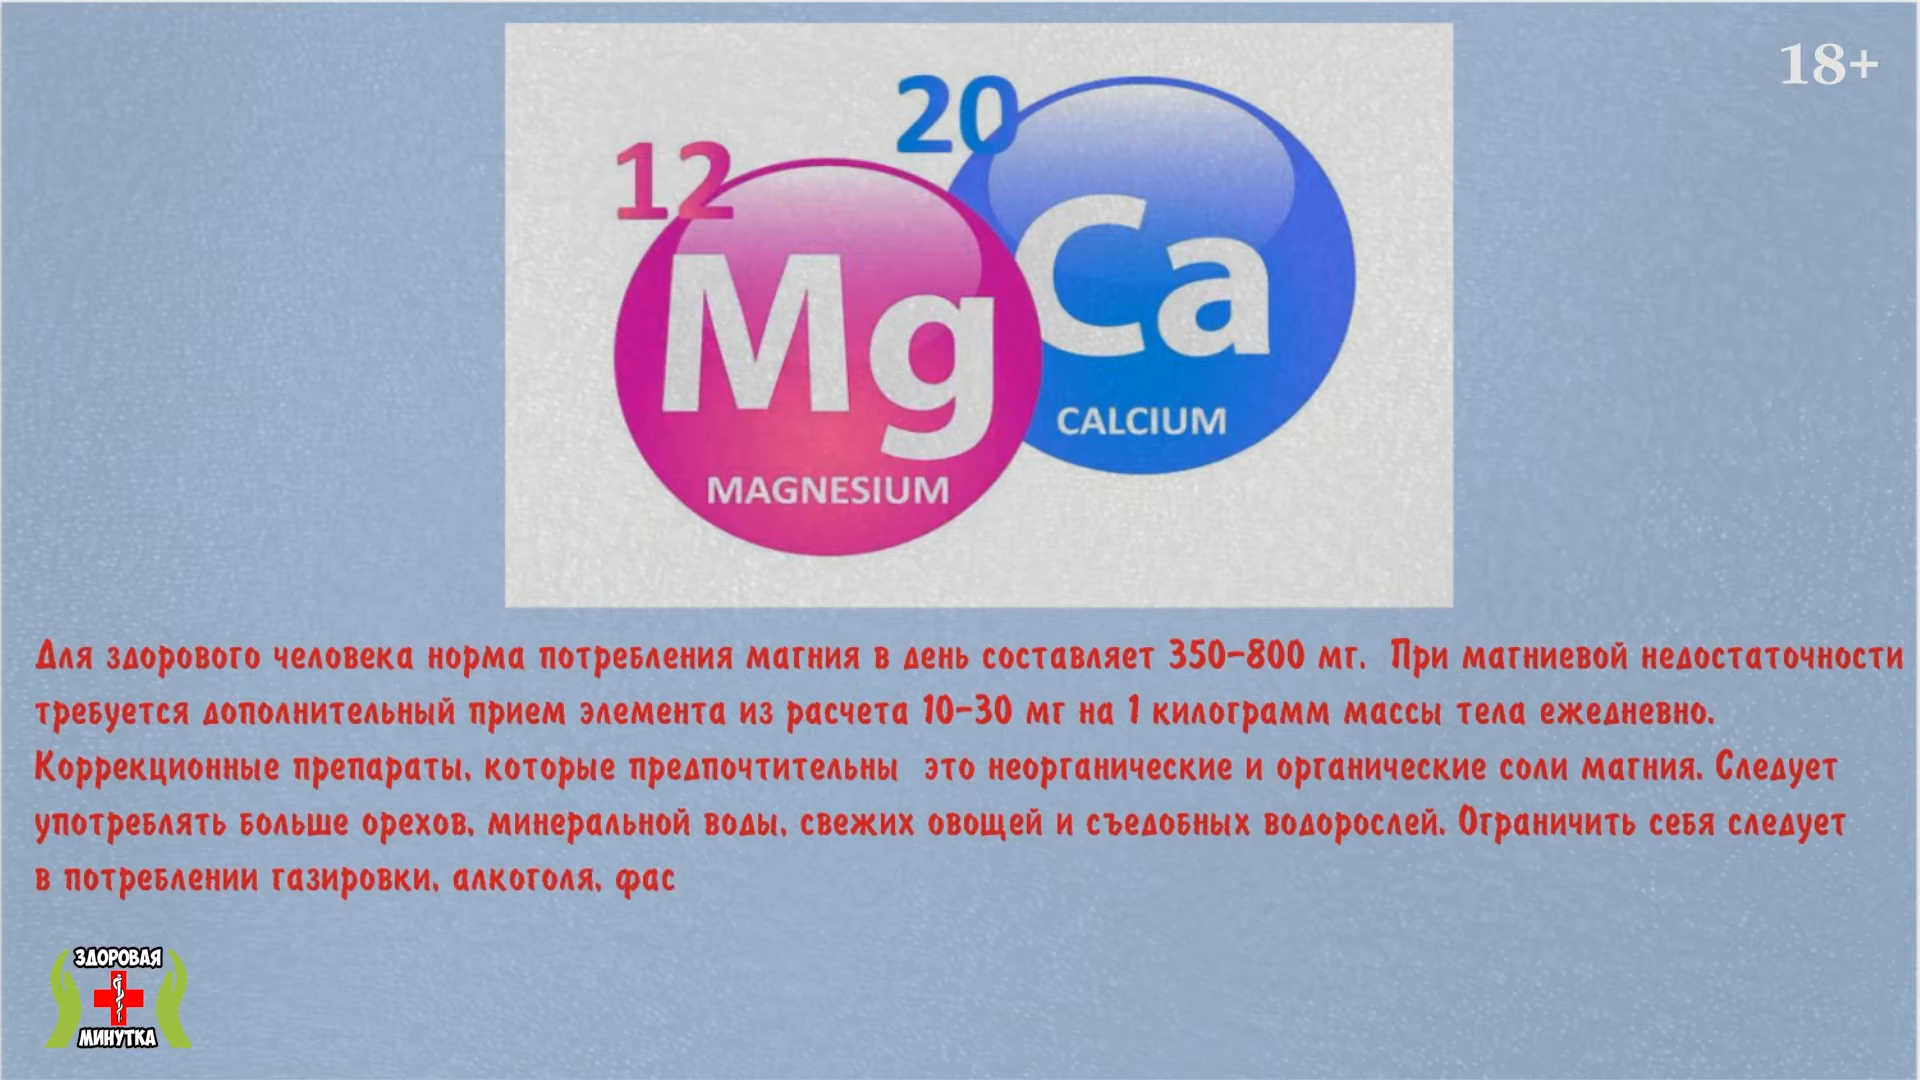 18+
20
12
Ca
Mg
CALCIUM
MAGNESIUM
Для здорового человека норма потребления магния в день составляет 350-800 мг. При магниевой недостаточности
требуется дополнительный прием элемента из расчета 10-30 мг на 1 килограмм массы тела ежедневно.
Коррекционные препараты, которые предпочтительны это неорганические и органические соли магния. Следует
употреблять больше орехов, минеральной воды, свежих овощей и съедобных водорослей. Ограничить себя следует
в потреблении газировки, алкоголя, фас
ЗДОРОВАЯ
МИНУТКА